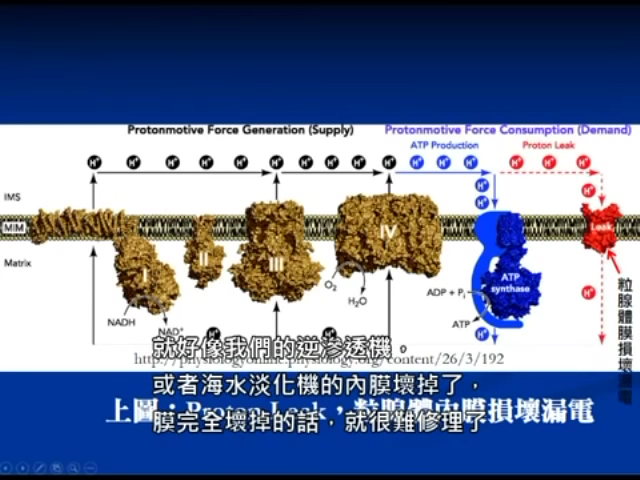 Protonmotive Force Generation (Supply)
Protonmotive Force Consumption (Demand)
ATP Production
Proton Leak
H⁺ H⁺ H⁺ H⁺ H⁺ H⁺ H⁺ H⁺ H⁺ H⁺ H⁺ H⁺ H⁺ H⁺ H⁺
H⁺
H⁺
H⁺
IMS
MIM
Matrix
I
II
III
IV
ATP
synthase
Leak
O₂
H₂O
NADH
NAD⁺
ADP + Pᵢ
ATP
H⁺
H⁺
H⁺
H⁺
粒腺體膜損壞漏電
就好像我們的逆滲透機。
http://physiologyonline.physiology.org/content/26/3/192
或者海水淡化機的內膜壞掉了，
上圖：Proton Leak，粒腺體內膜損壞漏電
膜完全壞掉的話，就很難修理了